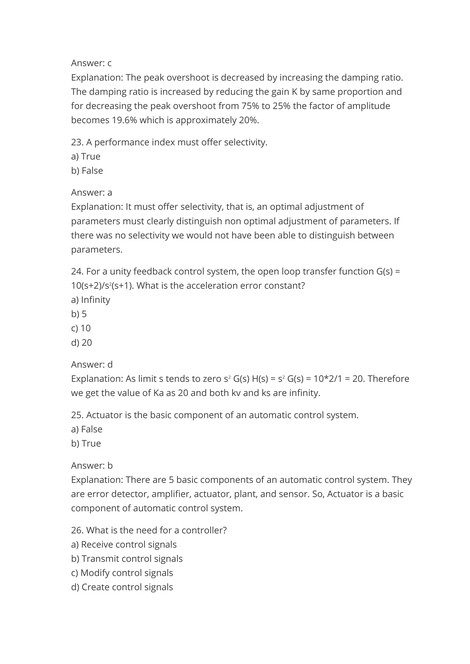 Answer: c
Explanation: The peak overshoot is decreased by increasing the damping ratio.
The damping ratio is increased by reducing the gain K by same proportion and
for decreasing the peak overshoot from 75% to 25% the factor of amplitude
becomes 19.6% which is approximately 20%.
23. A performance index must offer selectivity.
a) True
b) False
Answer: a
Explanation: It must offer selectivity, that is, an optimal adjustment of
parameters must clearly distinguish non optimal adjustment of parameters. If
there was no selectivity we would not have been able to distinguish between
parameters.
24. For a unity feedback control system, the open loop transfer function G(s) =
10(s+2)/s²(s+1). What is the acceleration error constant?
a) Infinity
b) 5
c) 10
d) 20
Answer: d
Explanation: As limit s tends to zero s² G(s) H(s) = s² G(s) = 10*2/1 = 20. Therefore
we get the value of Ka as 20 and both kv and ks are infinity.
25. Actuator is the basic component of an automatic control system.
a) False
b) True
Answer: b
Explanation: There are 5 basic components of an automatic control system. They
are error detector, amplifier, actuator, plant, and sensor. So, Actuator is a basic
component of automatic control system.
26. What is the need for a controller?
a) Receive control signals
b) Transmit control signals
c) Modify control signals
d) Create control signals